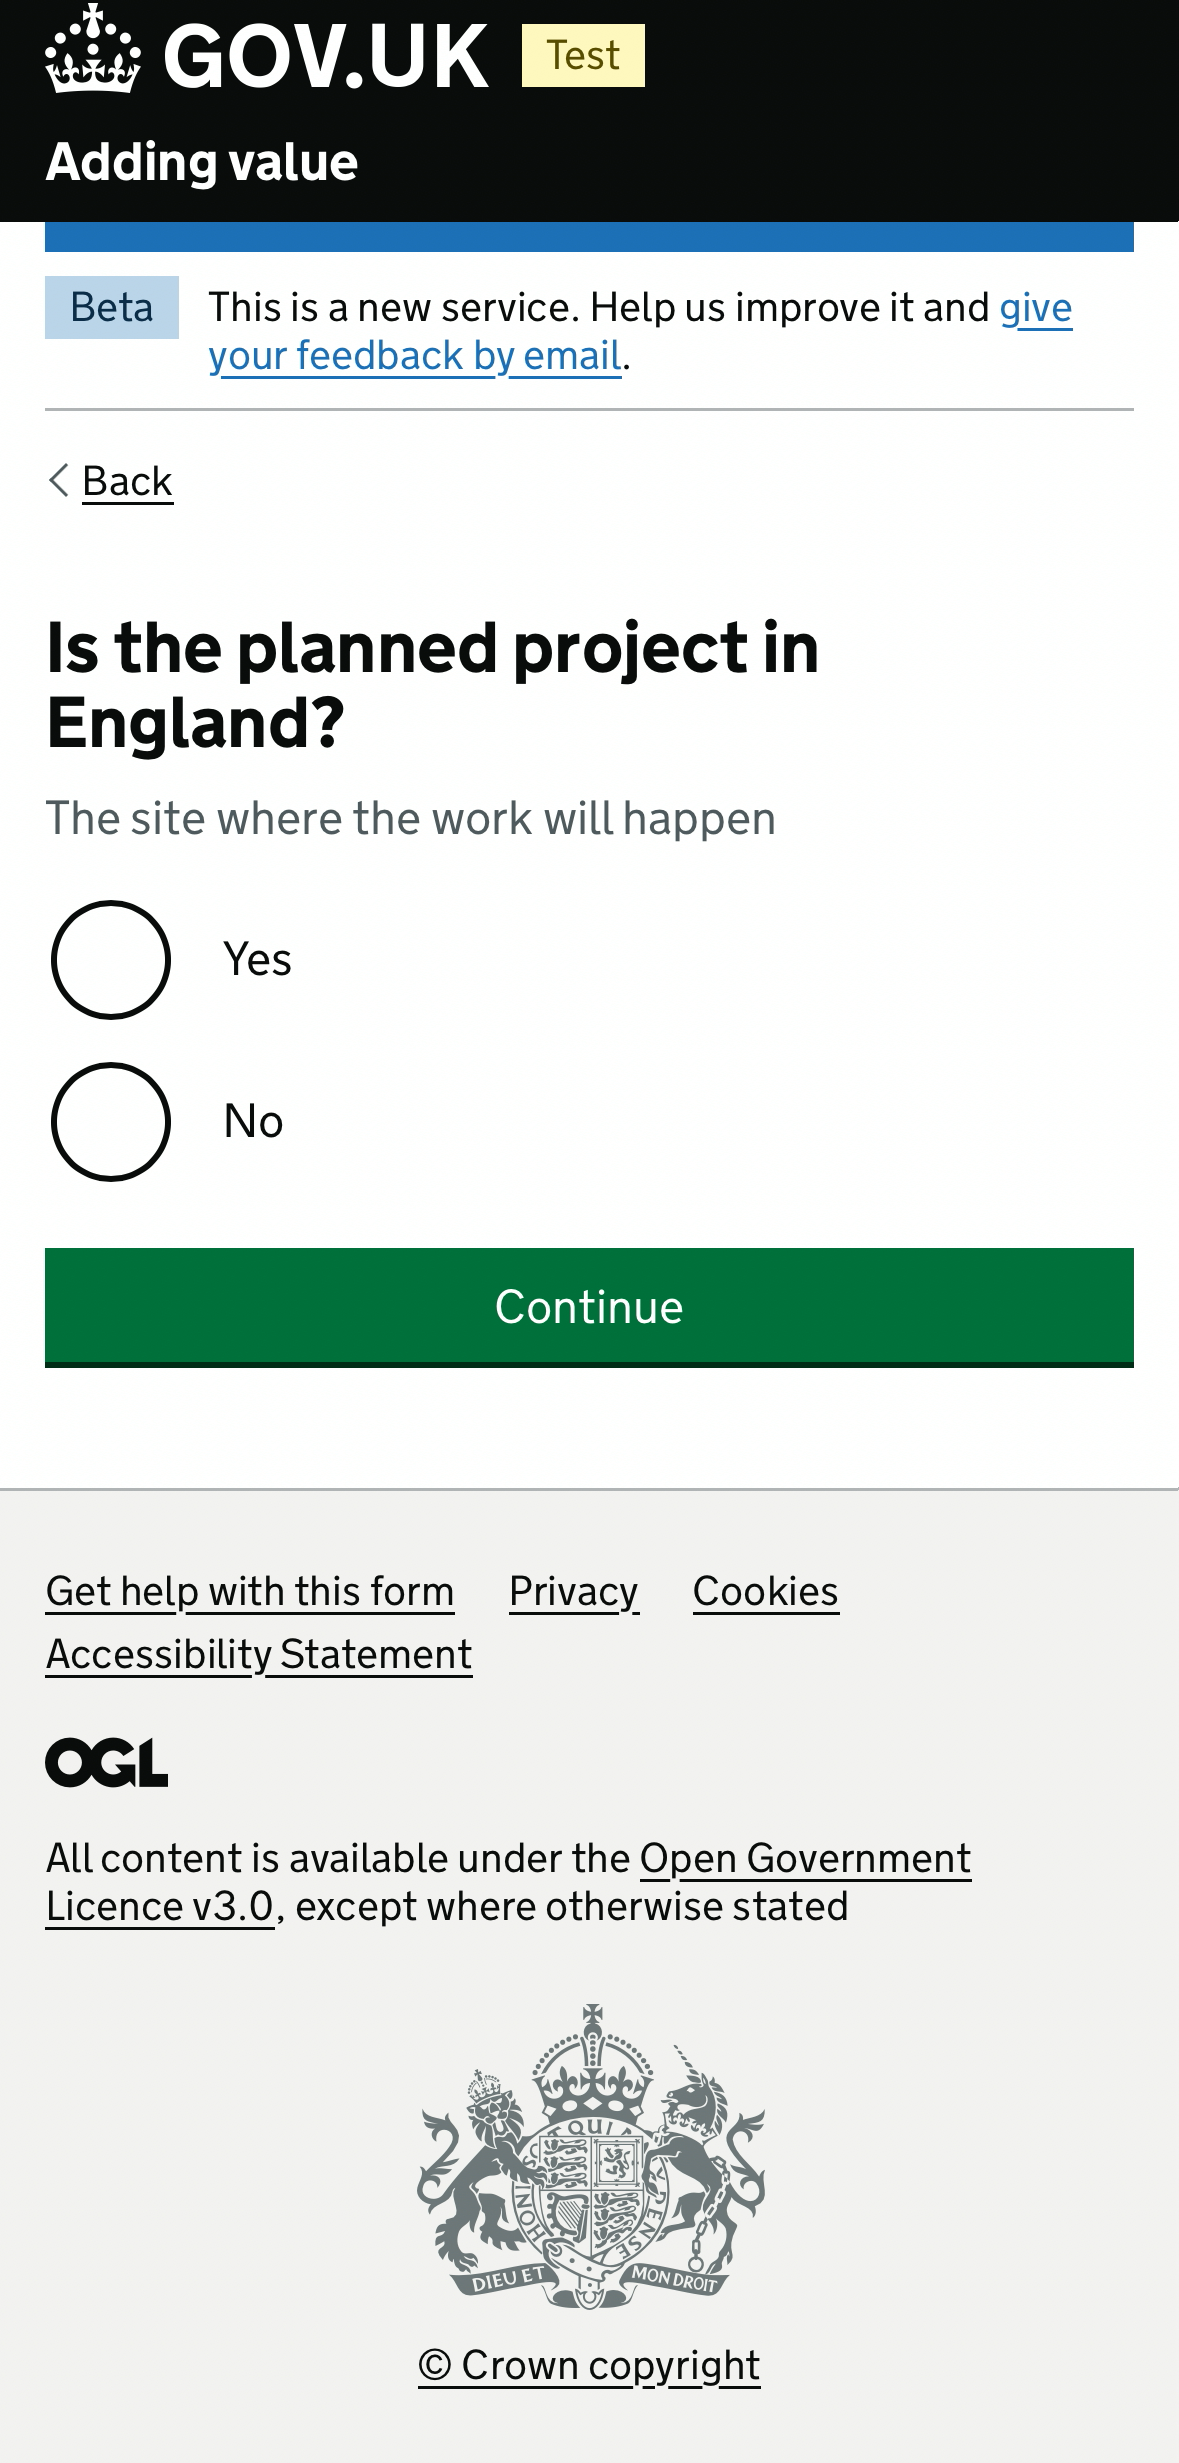 GOV.UK Test
Adding value
Beta This is a new service. Help us improve it and give
your feedback by email.
Back
Is the planned project in
England?
The site where the work will happen
Yes
No
Continue
Get help with this form Privacy Cookies
Accessibility Statement
OGL
All content is available under the Open Government
Licence v3.0, except where otherwise stated
QUI
HONI
PENSE
DIEU ET MON DROIT
© Crown copyright